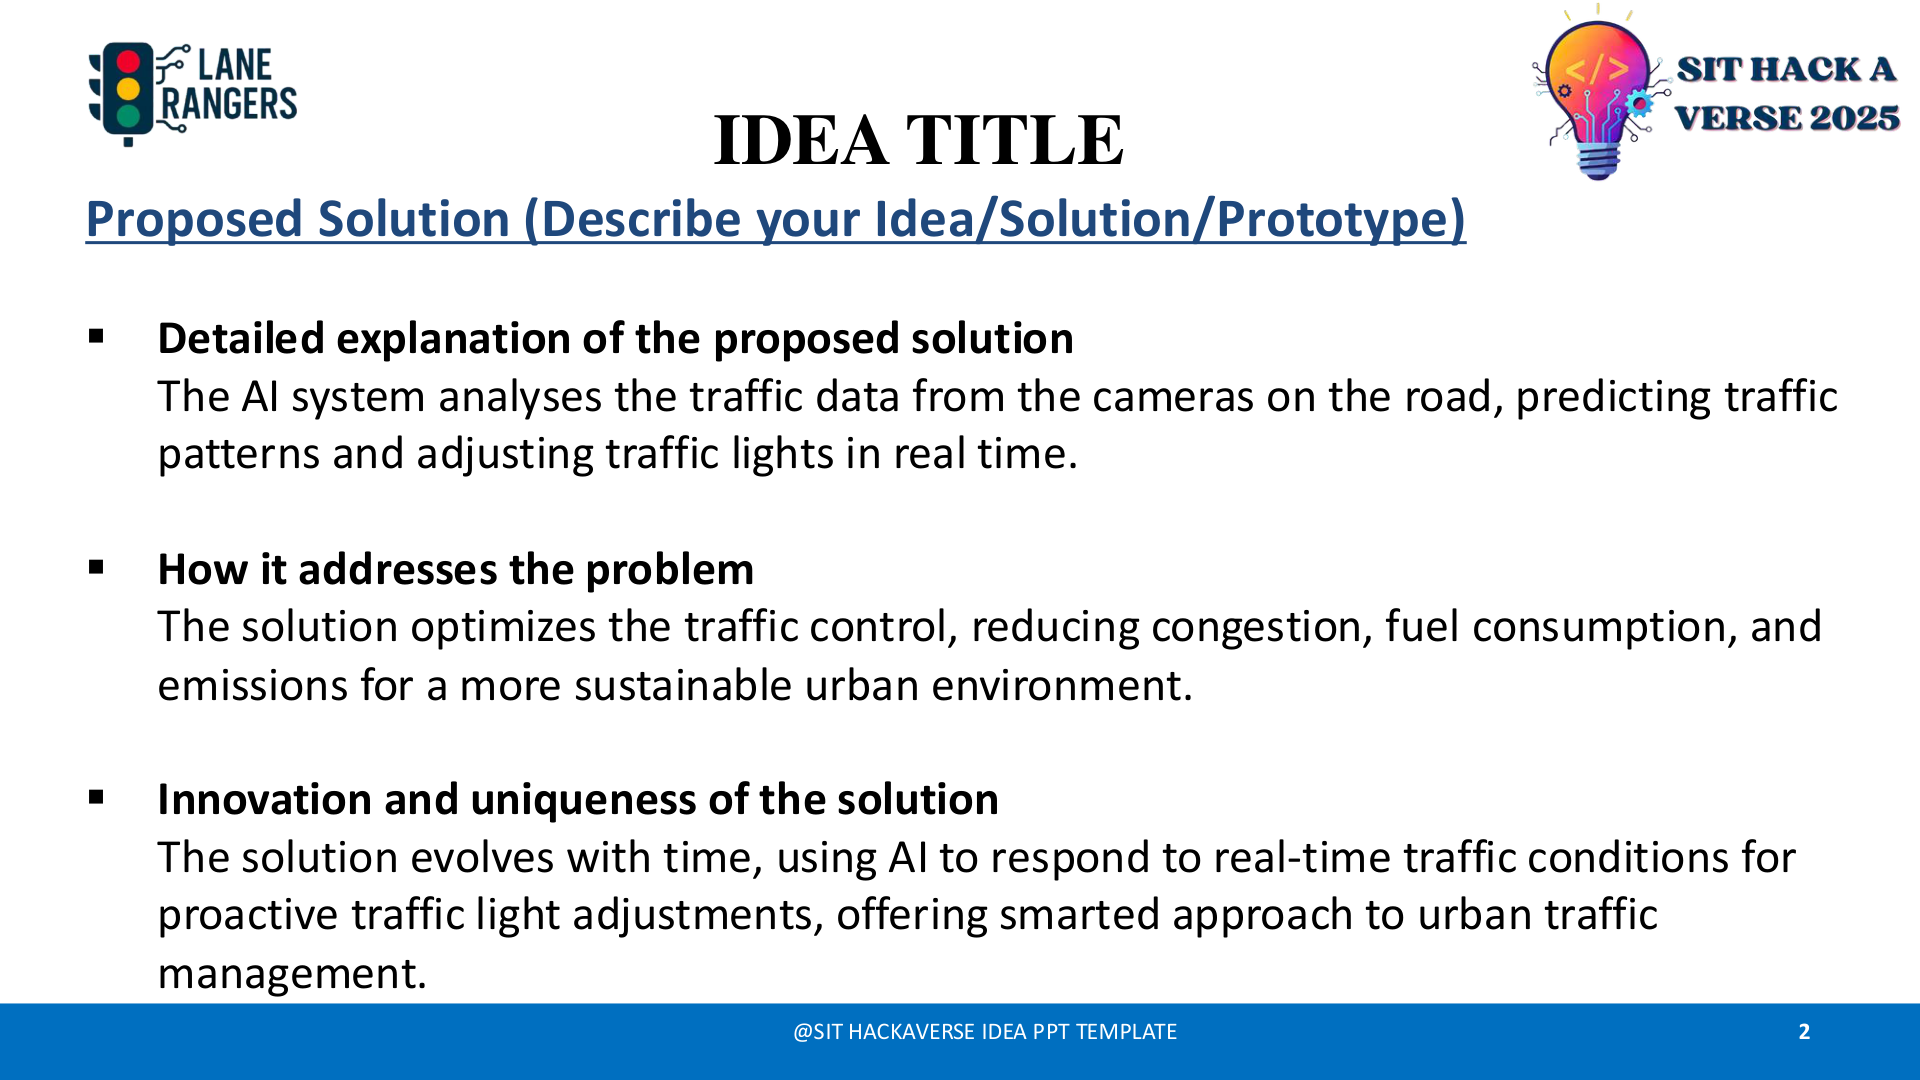 LANE
RANGERS
SIT HACK A
VERSE 2025
</>
IDEA TITLE
Proposed Solution (Describe your Idea/Solution/Prototype)
▪ Detailed explanation of the proposed solution
The AI system analyses the traffic data from the cameras on the road, predicting traffic
patterns and adjusting traffic lights in real time.
▪ How it addresses the problem
The solution optimizes the traffic control, reducing congestion, fuel consumption, and
emissions for a more sustainable urban environment.
▪ Innovation and uniqueness of the solution
The solution evolves with time, using AI to respond to real-time traffic conditions for
proactive traffic light adjustments, offering smarted approach to urban traffic
management.
@SIT HACKAVERSE IDEA PPT TEMPLATE
2